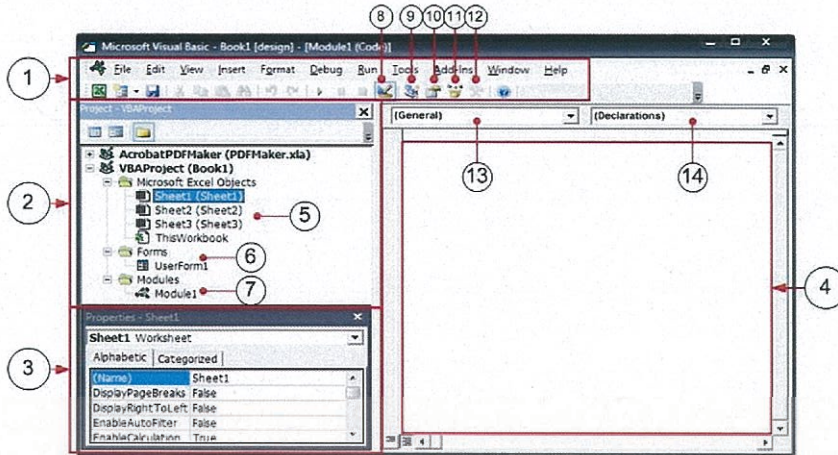 8 9 10 11 12
Microsoft Visual Basic - Book1 [design] - [Module1 (Code)]
1
File Edit View Insert Format Debug Run Tools Add-Ins Window Help
Project - VBAProject
(General)
(Declarations)
13
14
AcrobatPDFMaker (PDFMaker.xla)
VBAProject (Book1)
Microsoft Excel Objects
2
Sheet1 (Sheet1)
Sheet2 (Sheet2)
5
Sheet3 (Sheet3)
ThisWorkbook
Forms
6
UserForm1
Modules
7
Module1
4
Properties - Sheet1
Sheet1 Worksheet
3
Alphabetic Categorized
(Name) Sheet1
DisplayPageBreaks False
DisplayRightToLeft False
EnableAutoFilter False
EnableCalculation True